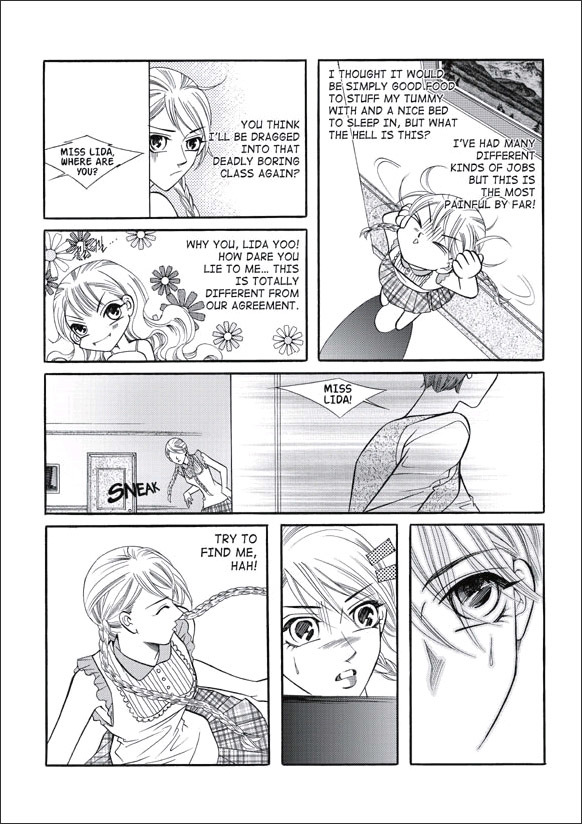 MISS LIDA,
WHERE ARE
YOU?
YOU THINK
I'LL BE DRAGGED
INTO THAT
DEADLY BORING
CLASS AGAIN?
WHY YOU, LIDA YOO!
HOW DARE YOU
LIE TO ME... THIS
IS TOTALLY
DIFFERENT FROM
OUR AGREEMENT.
I THOUGHT IT WOULD
BE SIMPLY GOOD FOOD
TO STUFF MY TUMMY
WITH AND A NICE BED
TO SLEEP IN, BUT WHAT
THE HELL IS THIS?
I'VE HAD MANY
DIFFERENT
KINDS OF JOBS
BUT THIS IS
THE MOST
PAINFUL BY FAR!
SNEAK
MISS
LIDA!
TRY TO
FIND ME,
HAH!